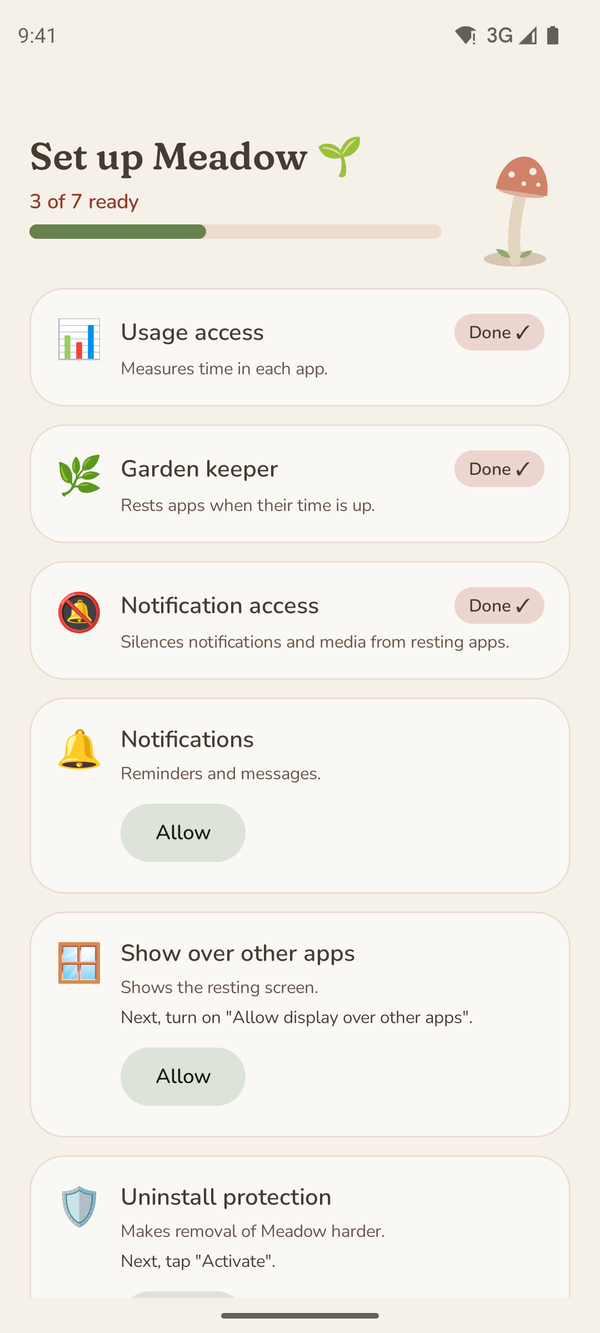 9:41
3G
Set up Meadow 🌱
3 of 7 ready
Usage access
Done ✓
Measures time in each app.
Garden keeper
Done ✓
Rests apps when their time is up.
Notification access
Done ✓
Silences notifications and media from resting apps.
Notifications
Reminders and messages.
Allow
Show over other apps
Shows the resting screen.
Next, turn on "Allow display over other apps".
Allow
Uninstall protection
Makes removal of Meadow harder.
Next, tap "Activate".